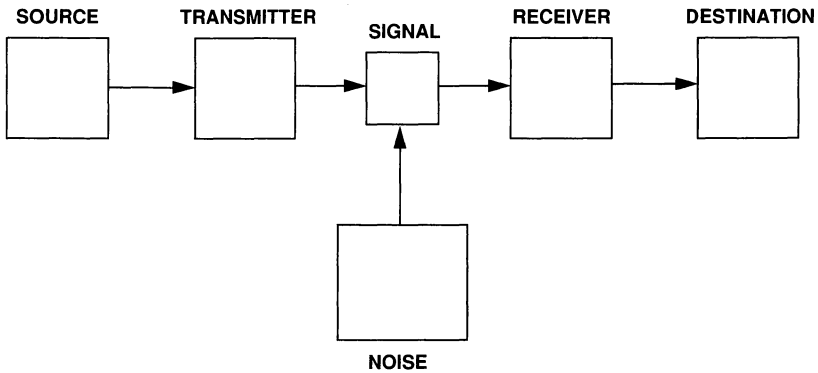 SOURCE
TRANSMITTER
SIGNAL
RECEIVER
DESTINATION
NOISE